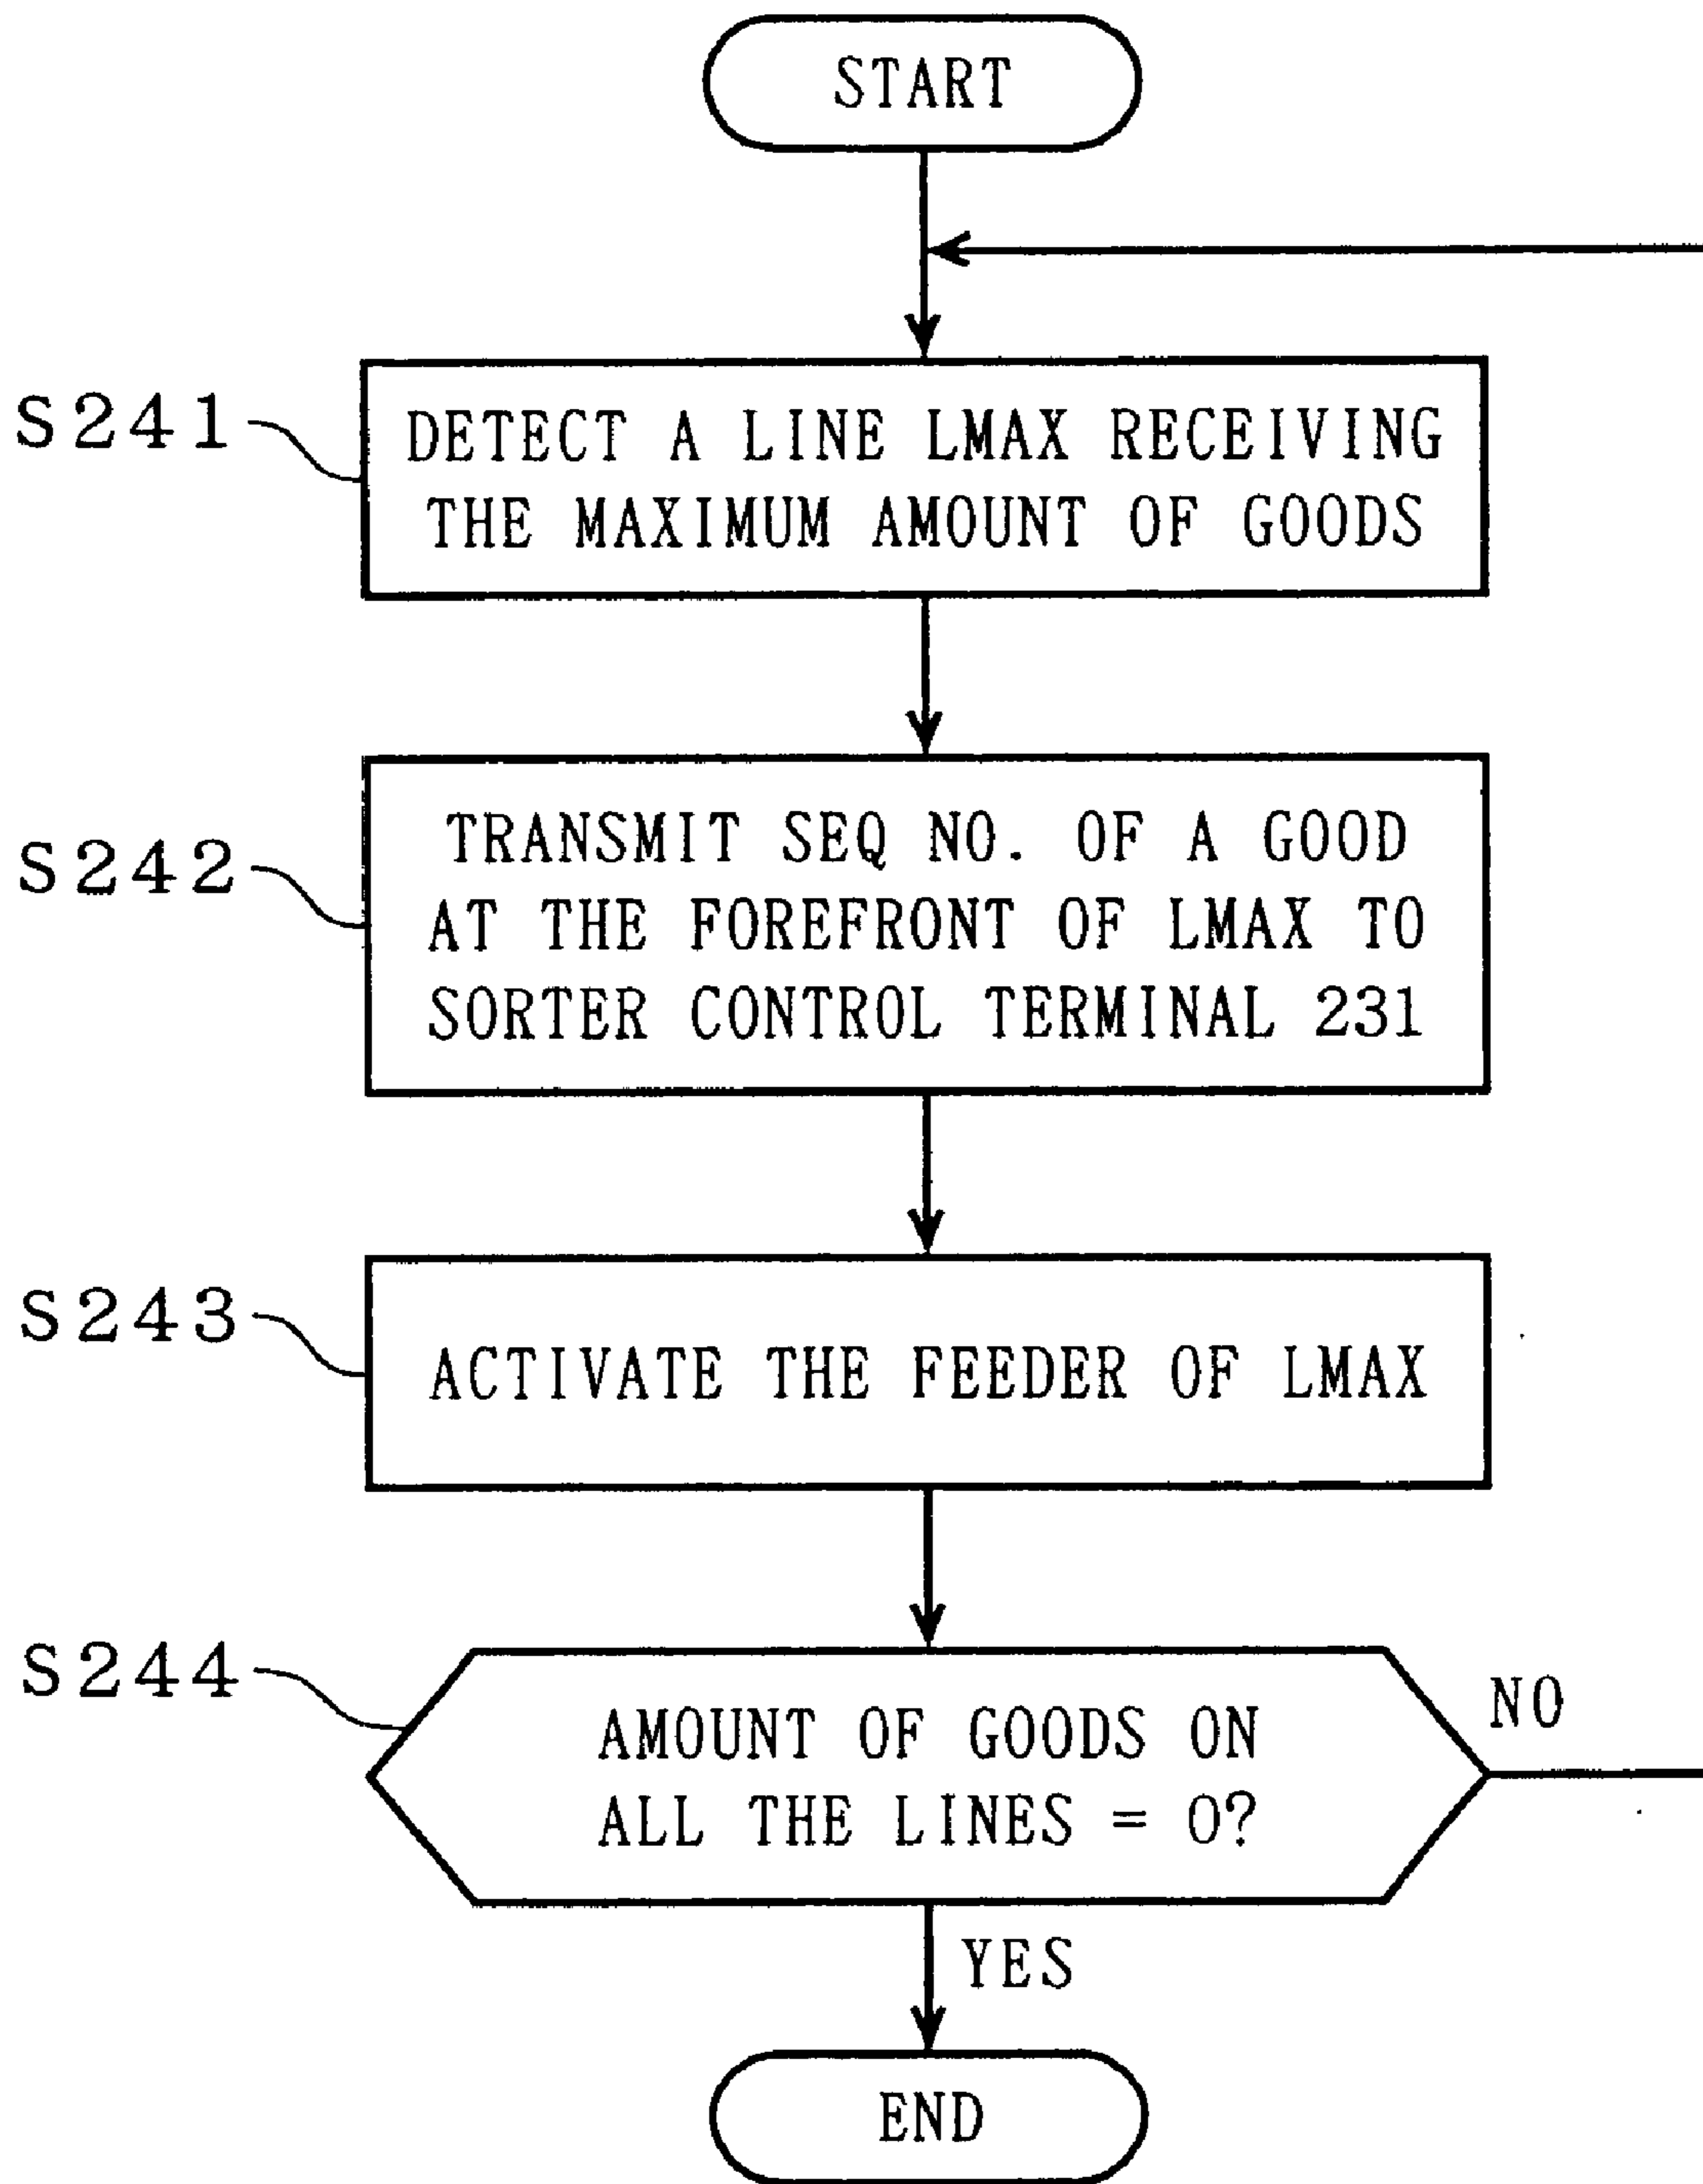 START
S241
DETECT A LINE LMAX RECEIVING
THE MAXIMUM AMOUNT OF GOODS
S242
TRANSMIT SEQ NO. OF A GOOD
AT THE FOREFRONT OF LMAX TO
SORTER CONTROL TERMINAL 231
S243
ACTIVATE THE FEEDER OF LMAX
S244
AMOUNT OF GOODS ON
ALL THE LINES = 0?
NO
YES
END